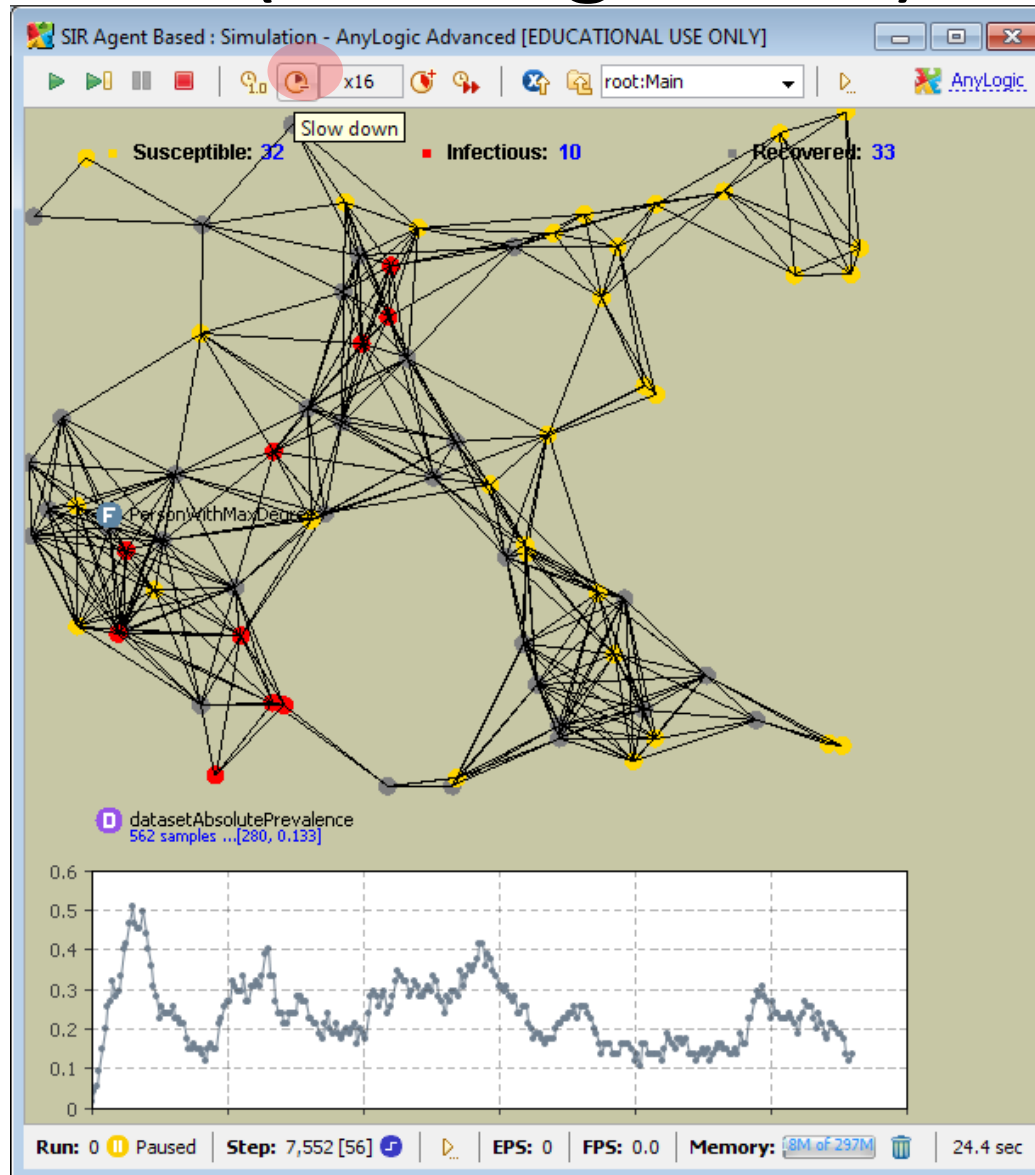 SIR Agent Based : Simulation - AnyLogic Advanced [EDUCATIONAL USE ONLY]
1.0 x16 root:Main AnyLogic
Slow down
Susceptible: 32 Infectious: 10 Recovered: 33
F PersonWithMaxDegree
D datasetAbsolutePrevalence
562 samples ...[280, 0.133]
0.6
0.5
0.4
0.3
0.2
0.1
0
Run: 0 Paused Step: 7,552 [56] EPS: 0 FPS: 0.0 Memory: 8M of 297M 24.4 sec